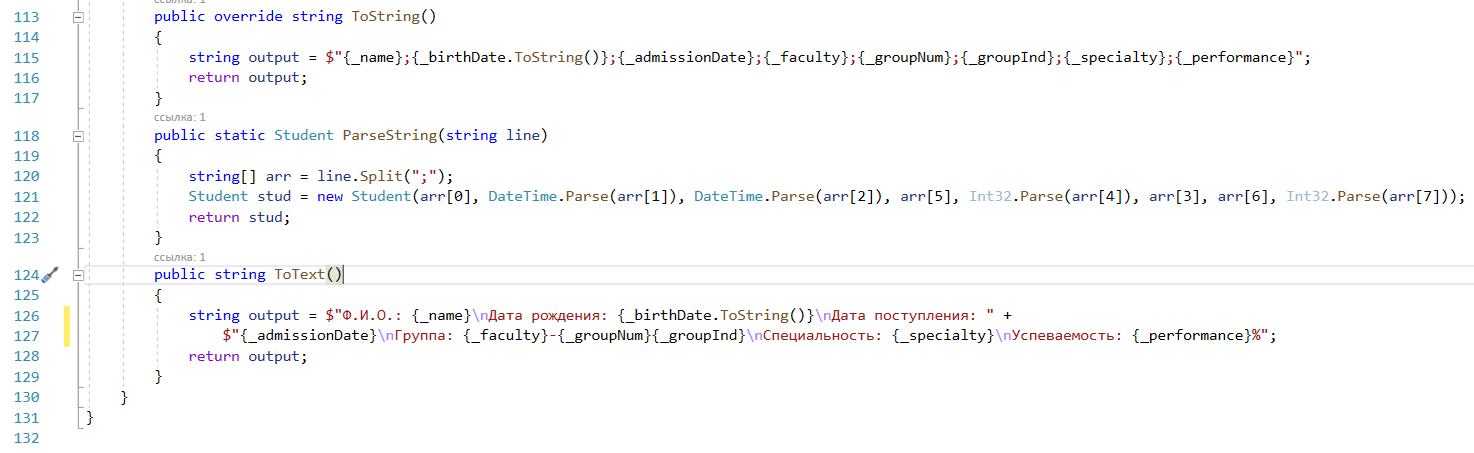 ссылка: 1
113 public override string ToString()
114 {
115 string output = $"{_name};{_birthDate.ToString()};{_admissionDate};{_faculty};{_groupNum};{_groupInd};{_specialty};{_performance}";
116 return output;
117 }
ссылка: 1
118 public static Student ParseString(string line)
119 {
120 string[] arr = line.Split(";");
121 Student stud = new Student(arr[0], DateTime.Parse(arr[1]), DateTime.Parse(arr[2]), arr[5], Int32.Parse(arr[4]), arr[3], arr[6], Int32.Parse(arr[7]));
122 return stud;
123 }
ссылка: 1
124 public string ToText()
125 {
126 string output = $"Ф.И.О.: {_name}\nДата рождения: {_birthDate.ToString()}\nДата поступления: " +
127 $"{_admissionDate}\nГруппа: {_faculty}-{_groupNum}{_groupInd}\nСпециальность: {_specialty}\nУспеваемость: {_performance}%";
128 return output;
129 }
130 }
131 }
132